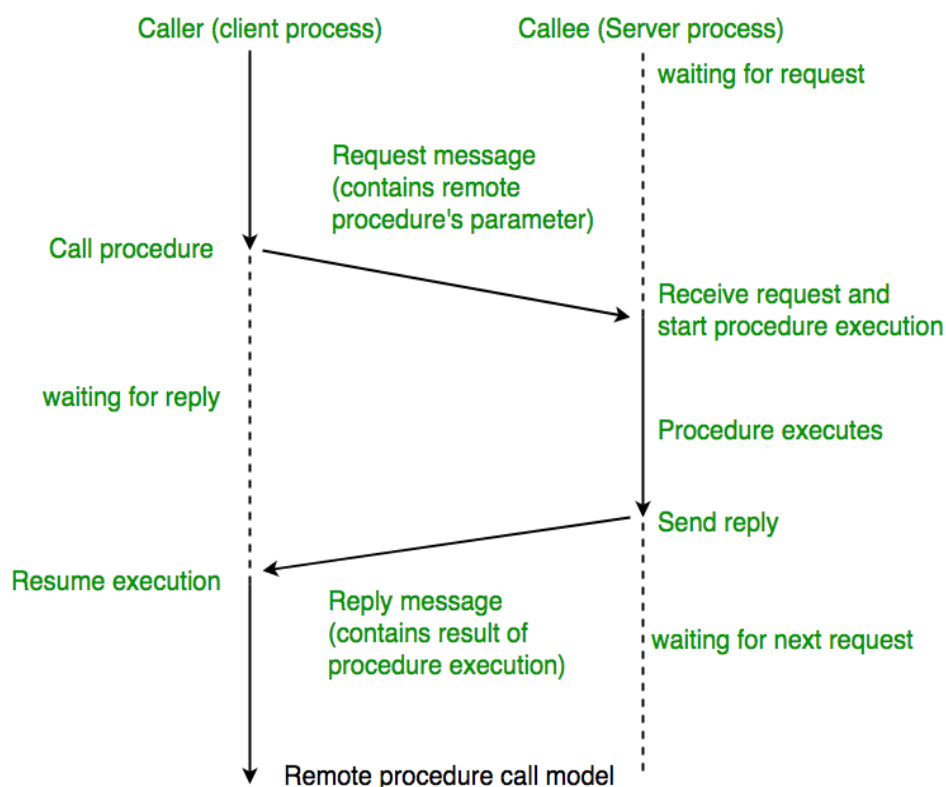 Caller (client process)
Callee (Server process)
waiting for request
Request message
(contains remote
procedure's parameter)
Call procedure
Receive request and
start procedure execution
waiting for reply
Procedure executes
Send reply
Resume execution
Reply message
(contains result of
procedure execution)
waiting for next request
Remote procedure call model